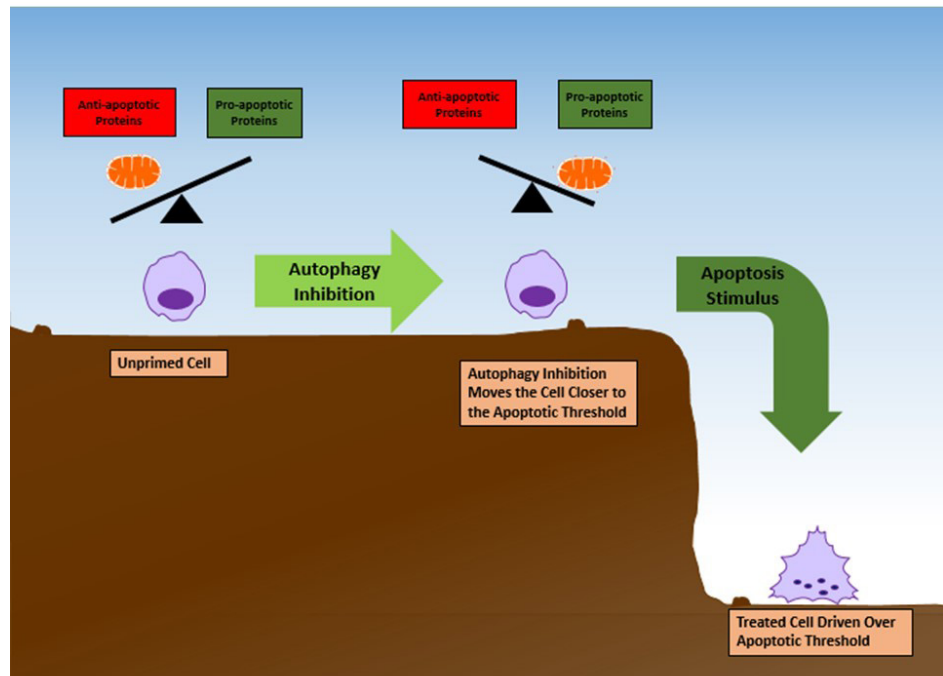 Anti-apoptotic
Proteins
Pro-apoptotic
Proteins
Anti-apoptotic
Proteins
Pro-apoptotic
Proteins
Autophagy
Inhibition
Apoptosis
Stimulus
Unprimed Cell
Autophagy Inhibition
Moves the Cell Closer to
the Apoptotic Threshold
Treated Cell Driven Over
Apoptotic Threshold